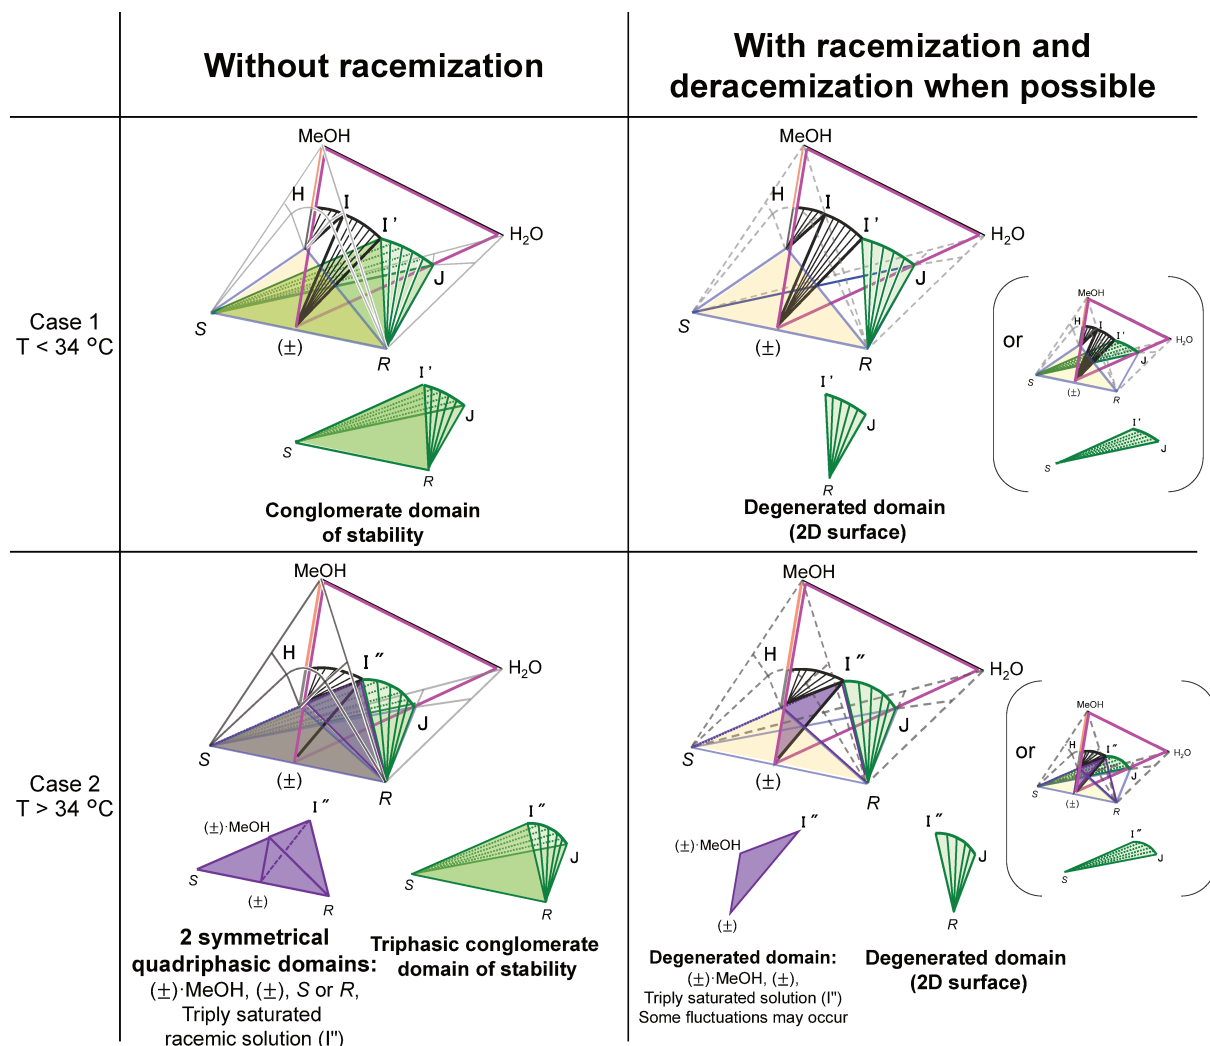 Without racemization
With racemization and
deracemization when possible
Case 1
T < 34 °C
MeOH
H
I
I'
H₂O
J
S
(±)
R
I'
J
S
R
Conglomerate domain
of stability
MeOH
H
I
I'
H₂O
J
S
(±)
R
I'
J
R
Degenerated domain
(2D surface)
or
MeOH
H
I
I'
H₂O
J
S
(±)
R
I'
J
S
Case 2
T > 34 °C
MeOH
H
I"
H₂O
J
S
(±)
R
I"
(±)·MeOH
S
(±)
R
2 symmetrical
quadriphasic domains:
(±)·MeOH, (±), S or R,
Triply saturated
racemic solution (I")
I"
J
S
R
Triphasic conglomerate
domain of stability
MeOH
H
I"
H₂O
J
S
(±)
R
I"
(±)·MeOH
(±)
Degenerated domain:
(±)·MeOH, (±),
Triply saturated solution (I")
Some fluctuations may occur
I"
J
R
Degenerated domain
(2D surface)
or
MeOH
H
I"
H₂O
J
S
(±)
R
I"
J
S